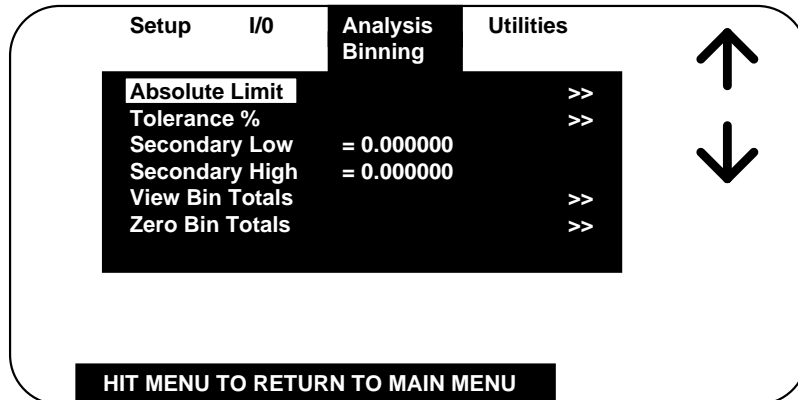 Setup I/0 Analysis Utilities
Binning
Absolute Limit >>
Tolerance % >>
Secondary Low = 0.000000
Secondary High = 0.000000
View Bin Totals >>
Zero Bin Totals >>
HIT MENU TO RETURN TO MAIN MENU